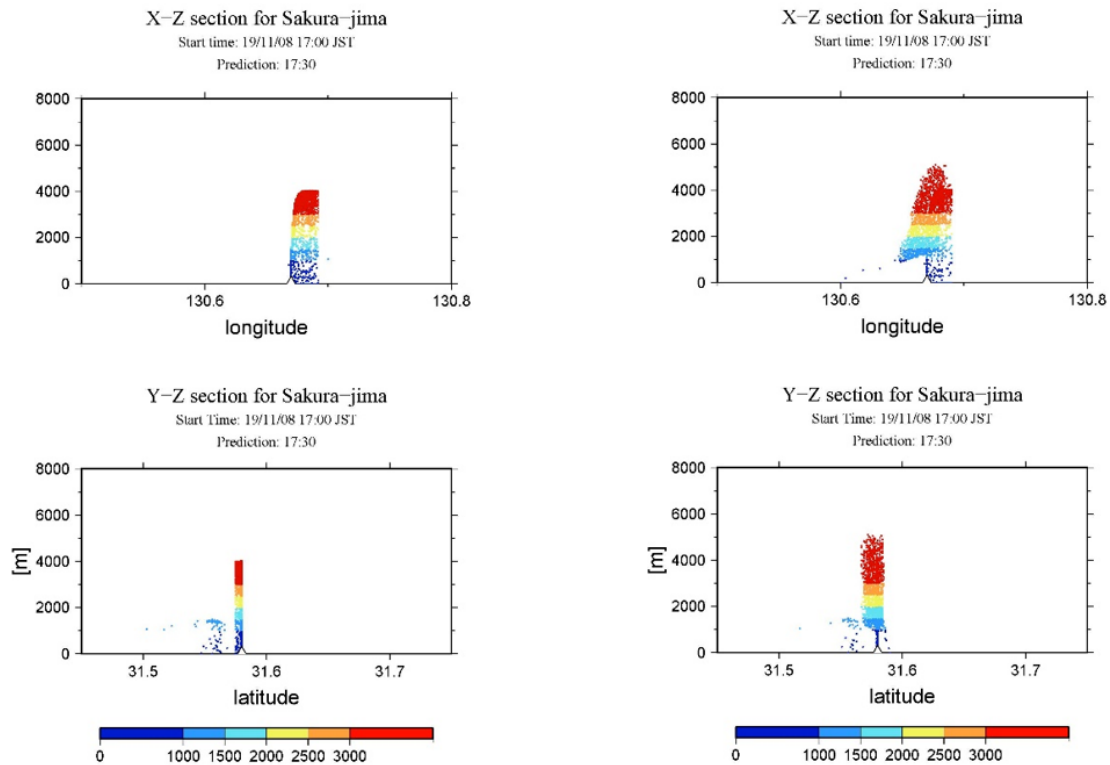 X−Z section for Sakura−jima
Start time: 19/11/08 17:00 JST
Prediction: 17:30
8000
6000
4000
2000
0
130.6
130.8
longitude
X−Z section for Sakura−jima
Start time: 19/11/08 17:00 JST
Prediction: 17:30
8000
6000
4000
2000
0
130.6
130.8
longitude
Y−Z section for Sakura−jima
Start Time: 19/11/08 17:00 JST
Prediction: 17:30
[m]
8000
6000
4000
2000
0
31.5
31.6
31.7
latitude
0
1000
1500
2000
2500
3000
Y−Z section for Sakura−jima
Start Time: 19/11/08 17:00 JST
Prediction: 17:30
[m]
8000
6000
4000
2000
0
31.5
31.6
31.7
latitude
0
1000
1500
2000
2500
3000